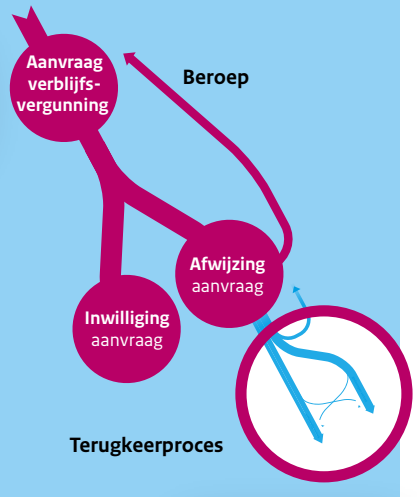 Aanvraag
verblijfs-
vergunning
Beroep
Afwijzing
aanvraag
Inwilliging
aanvraag
Terugkeerproces